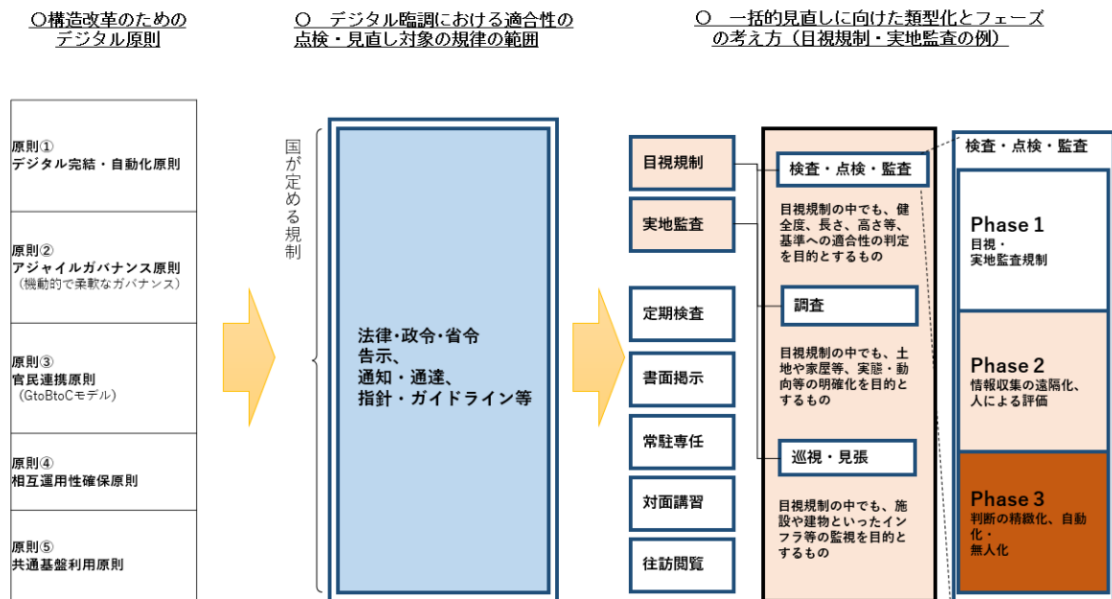 〇構造改革のための
デジタル原則
〇 デジタル臨調における適合性の
点検・見直し対象の規律の範囲
〇 一括的見直しに向けた類型化とフェーズ
の考え方（目視規制・実地監査の例）
原則①
デジタル完結・自動化原則
原則②
アジャイルガバナンス原則
（機動的で柔軟なガバナンス）
原則③
官民連携原則
（GtoBtoCモデル）
原則④
相互運用性確保原則
原則⑤
共通基盤利用原則
国が定める規制
法律・政令・省令
告示、
通知・通達、
指針・ガイドライン等
目視規制
実地監査
定期検査
書面掲示
常駐専任
対面講習
往訪閲覧
検査・点検・監査
目視規制の中でも、健
全度、長さ、高さ等、
基準への適合性の判定
を目的とするもの
調査
目視規制の中でも、土
地や家屋等、実態・動
向等の明確化を目的と
するもの
巡視・見張
目視規制の中でも、施
設や建物といったイン
フラ等の監視を目的と
するもの
検査・点検・監査
Phase 1
目視・
実地監査規制
Phase 2
情報収集の遠隔化、
人による評価
Phase 3
判断の精緻化、自動
化・
無人化